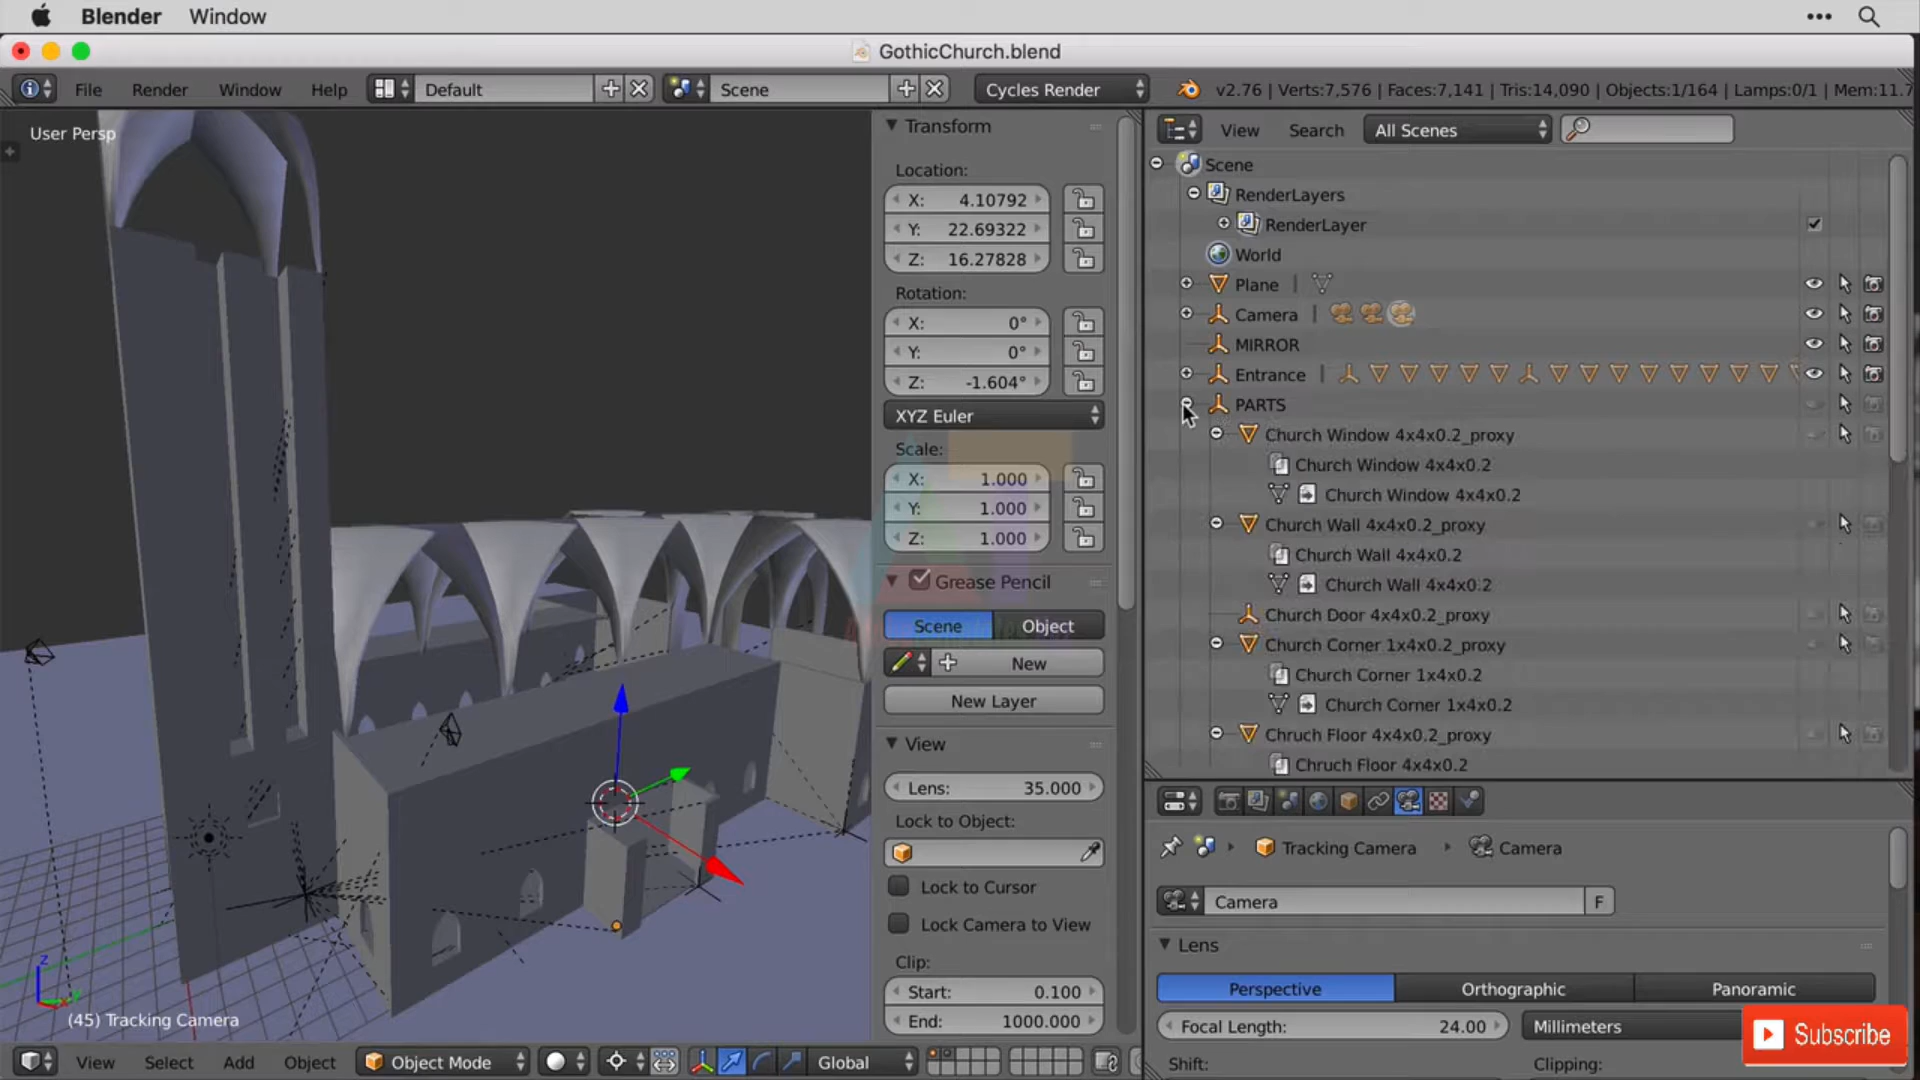 Blender Window
GothicChurch.blend
File Render Window Help Default Scene Cycles Render v2.76 | Verts:7,576 | Faces:7,141 | Tris:14,090 | Objects:1/164 | Lamps:0/1 | Mem:11.7
User Persp
Transform
Location:
X: 4.10792
Y: 22.69322
Z: 16.27828
Rotation:
X: 0°
Y: 0°
Z: -1.604°
XYZ Euler
Scale:
X: 1.000
Y: 1.000
Z: 1.000
Grease Pencil
Scene Object
New
New Layer
View
Lens: 35.000
Lock to Object:
Lock to Cursor
Lock Camera to View
Clip:
Start: 0.100
End: 1000.000
View Search All Scenes
Scene
RenderLayers
RenderLayer
World
Plane
Camera
MIRROR
Entrance
PARTS
Church Window 4x4x0.2_proxy
Church Window 4x4x0.2
Church Window 4x4x0.2
Church Wall 4x4x0.2_proxy
Church Wall 4x4x0.2
Church Wall 4x4x0.2
Church Door 4x4x0.2_proxy
Church Corner 1x4x0.2_proxy
Church Corner 1x4x0.2
Church Corner 1x4x0.2
Chruch Floor 4x4x0.2_proxy
Chruch Floor 4x4x0.2
Tracking Camera Camera
Camera F
Lens
Perspective Orthographic Panoramic
Focal Length: 24.00 Millimeters
Shift: Clipping:
Subscribe
z
y
(45) Tracking Camera
View Select Add Object Object Mode Global